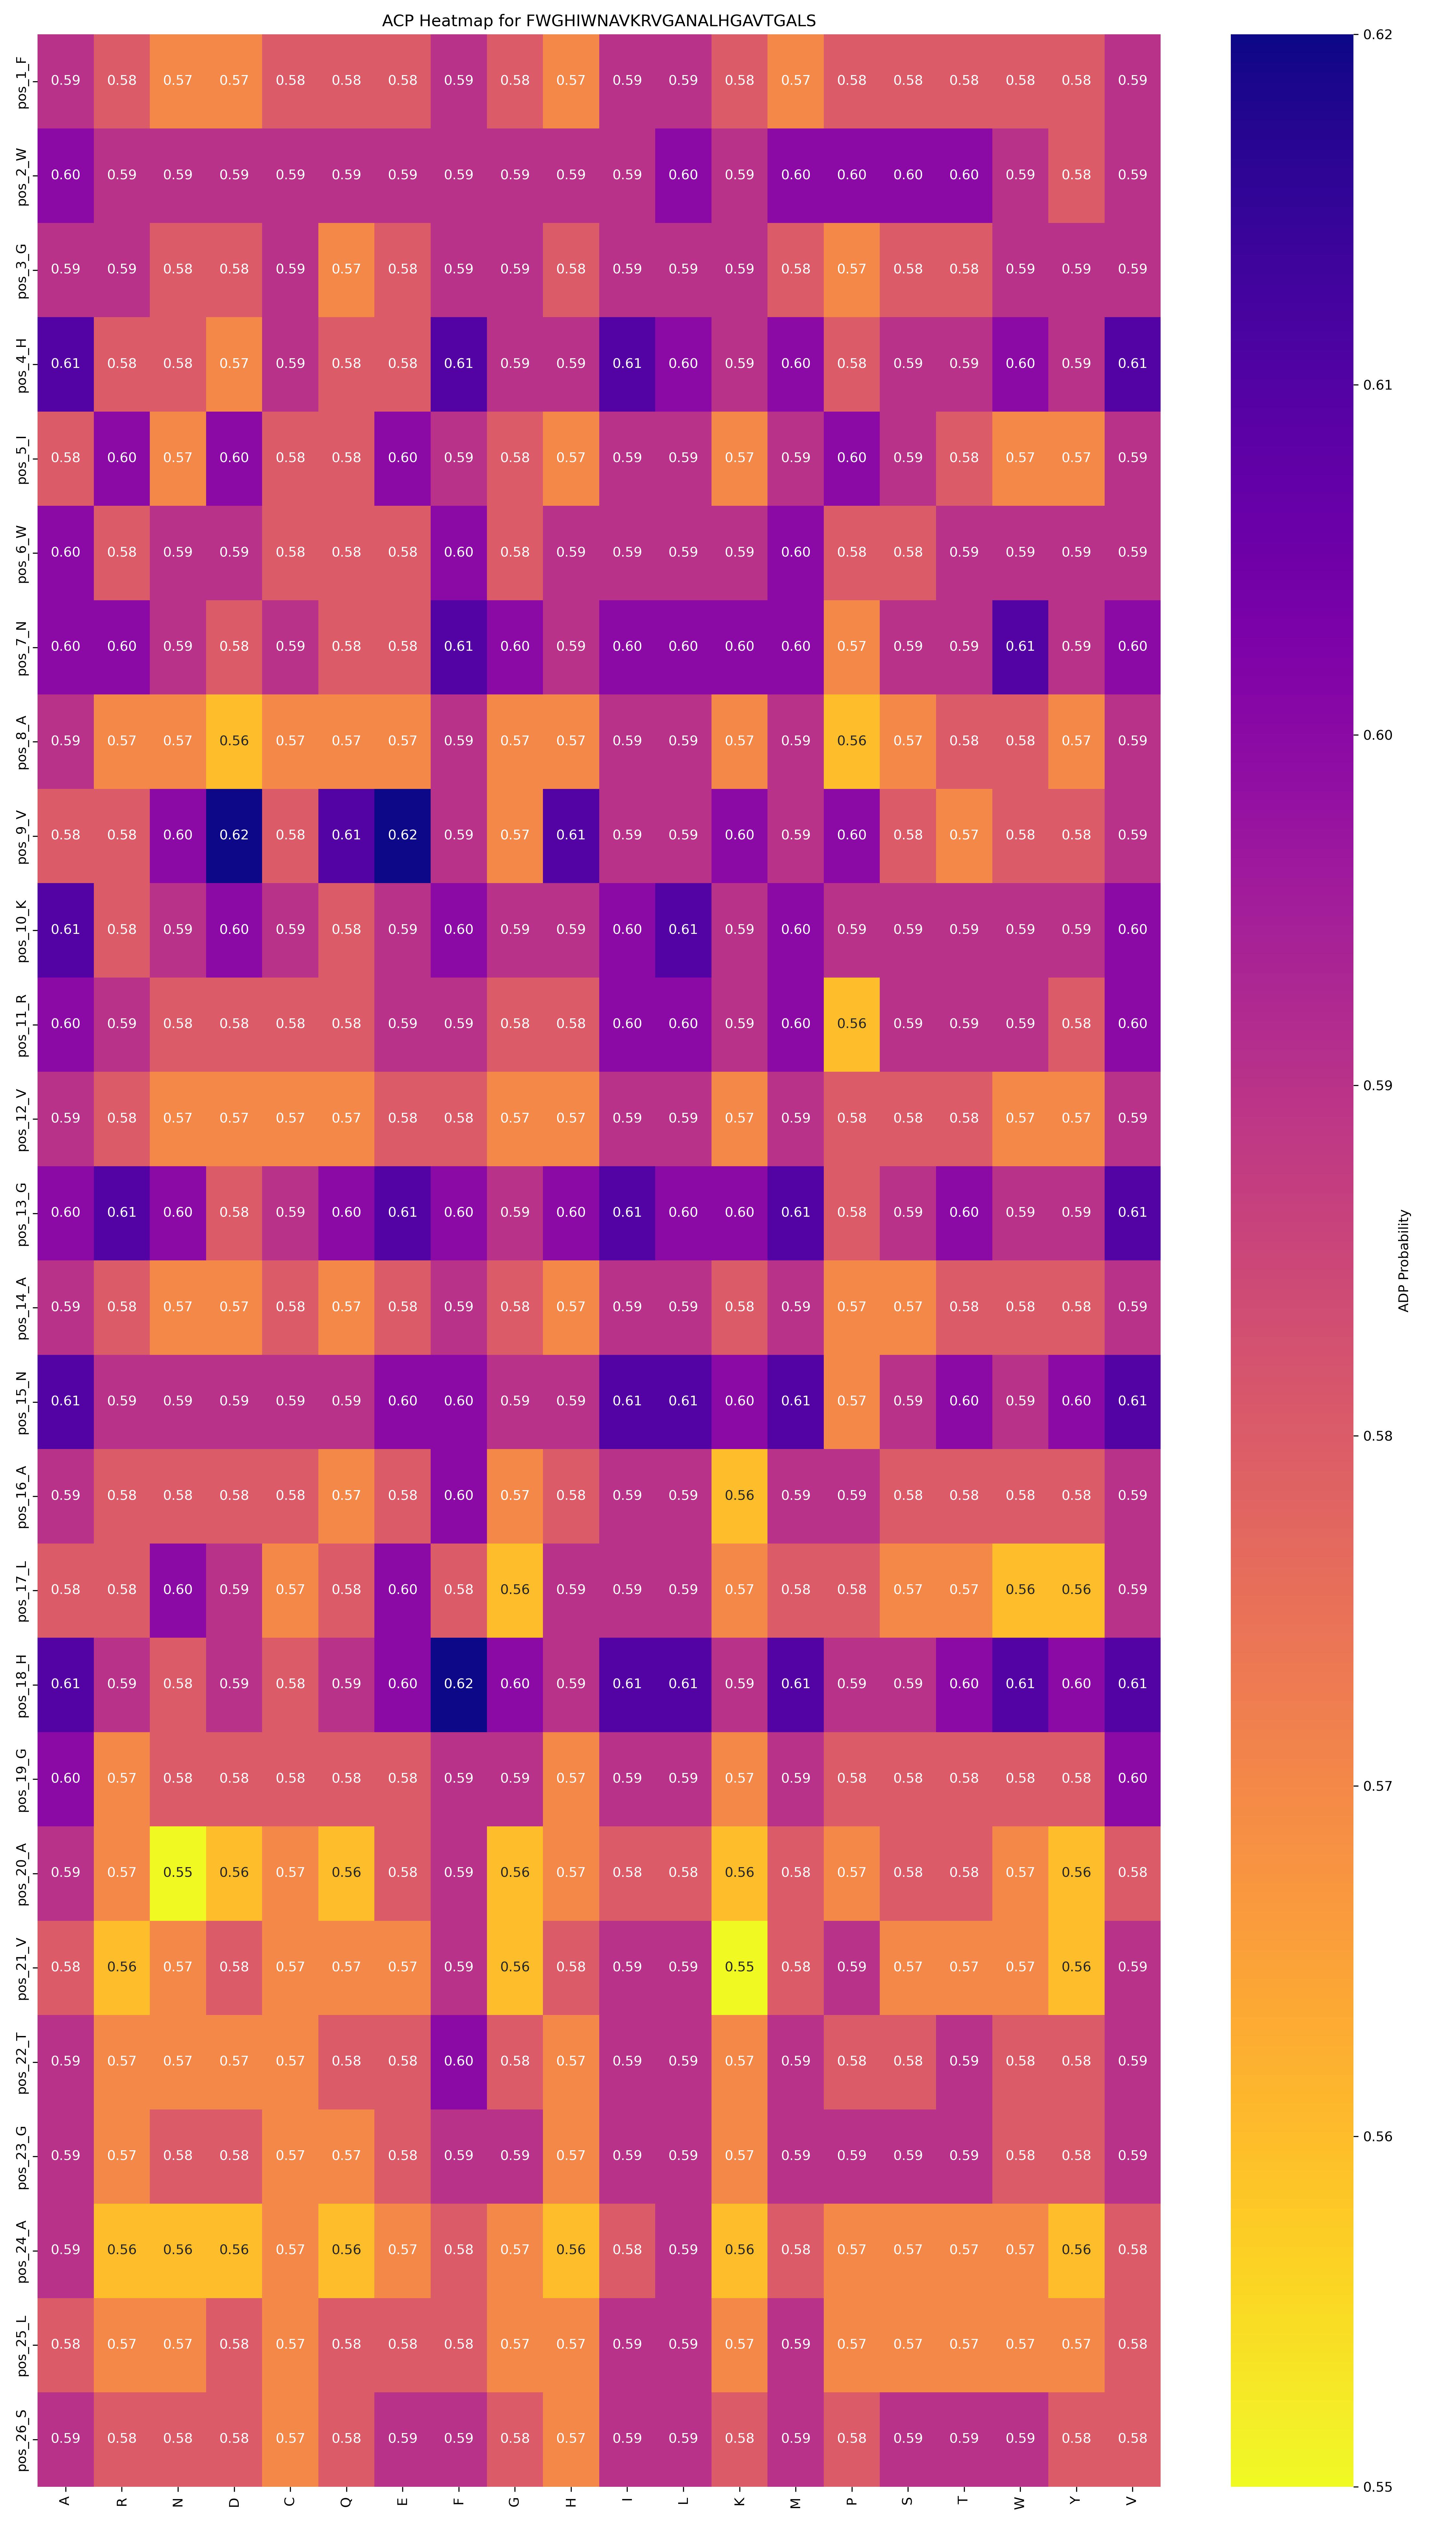 ACP Heatmap for FWGHIWNAVKRVGANALHGAVTGALS
pos_1_F 0.59 0.58 0.57 0.57 0.58 0.58 0.58 0.59 0.58 0.57 0.59 0.59 0.58 0.57 0.58 0.58 0.58 0.58 0.58 0.59
pos_2_W 0.60 0.59 0.59 0.59 0.59 0.59 0.59 0.59 0.59 0.59 0.59 0.60 0.59 0.60 0.60 0.60 0.60 0.59 0.58 0.59
pos_3_G 0.59 0.59 0.58 0.58 0.59 0.57 0.58 0.59 0.59 0.58 0.59 0.59 0.59 0.58 0.57 0.58 0.58 0.59 0.59 0.59
pos_4_H 0.61 0.58 0.58 0.57 0.59 0.58 0.58 0.61 0.59 0.59 0.61 0.60 0.59 0.60 0.58 0.59 0.59 0.60 0.59 0.61
pos_5_I 0.58 0.60 0.57 0.60 0.58 0.58 0.60 0.59 0.58 0.57 0.59 0.59 0.57 0.59 0.60 0.59 0.58 0.57 0.57 0.59
pos_6_W 0.60 0.58 0.59 0.59 0.58 0.58 0.58 0.60 0.58 0.59 0.59 0.59 0.59 0.60 0.58 0.58 0.59 0.59 0.59 0.59
pos_7_N 0.60 0.60 0.59 0.58 0.59 0.58 0.58 0.61 0.60 0.59 0.60 0.60 0.60 0.60 0.57 0.59 0.59 0.61 0.59 0.60
pos_8_A 0.59 0.57 0.57 0.56 0.57 0.57 0.57 0.59 0.57 0.57 0.59 0.59 0.57 0.59 0.56 0.57 0.58 0.58 0.57 0.59
pos_9_V 0.58 0.58 0.60 0.62 0.58 0.61 0.62 0.59 0.57 0.61 0.59 0.59 0.60 0.59 0.60 0.58 0.57 0.58 0.58 0.59
pos_10_K 0.61 0.58 0.59 0.60 0.59 0.58 0.59 0.60 0.59 0.59 0.60 0.61 0.59 0.60 0.59 0.59 0.59 0.59 0.59 0.60
pos_11_R 0.60 0.59 0.58 0.58 0.58 0.58 0.59 0.59 0.58 0.58 0.60 0.60 0.59 0.60 0.56 0.59 0.59 0.59 0.58 0.60
pos_12_V 0.59 0.58 0.57 0.57 0.57 0.57 0.58 0.58 0.57 0.57 0.59 0.59 0.57 0.59 0.58 0.58 0.58 0.57 0.57 0.59
pos_13_G 0.60 0.61 0.60 0.58 0.59 0.60 0.61 0.60 0.59 0.60 0.61 0.60 0.60 0.61 0.58 0.59 0.60 0.59 0.59 0.61
pos_14_A 0.59 0.58 0.57 0.57 0.58 0.57 0.58 0.59 0.58 0.57 0.59 0.59 0.58 0.59 0.57 0.57 0.58 0.58 0.58 0.59
pos_15_N 0.61 0.59 0.59 0.59 0.59 0.59 0.60 0.60 0.59 0.59 0.61 0.61 0.60 0.61 0.57 0.59 0.60 0.59 0.60 0.61
pos_16_A 0.59 0.58 0.58 0.58 0.58 0.57 0.58 0.60 0.57 0.58 0.59 0.59 0.56 0.59 0.59 0.58 0.58 0.58 0.58 0.59
pos_17_L 0.58 0.58 0.60 0.59 0.57 0.58 0.60 0.58 0.56 0.59 0.59 0.59 0.57 0.58 0.58 0.57 0.57 0.56 0.56 0.59
pos_18_H 0.61 0.59 0.58 0.59 0.58 0.59 0.60 0.62 0.60 0.59 0.61 0.61 0.59 0.61 0.59 0.59 0.60 0.61 0.60 0.61
pos_19_G 0.60 0.57 0.58 0.58 0.58 0.58 0.58 0.59 0.59 0.57 0.59 0.59 0.57 0.59 0.58 0.58 0.58 0.58 0.58 0.60
pos_20_A 0.59 0.57 0.55 0.56 0.57 0.56 0.58 0.59 0.56 0.57 0.58 0.58 0.56 0.58 0.57 0.58 0.58 0.57 0.56 0.58
pos_21_V 0.58 0.56 0.57 0.58 0.57 0.57 0.57 0.59 0.56 0.58 0.59 0.59 0.55 0.58 0.59 0.57 0.57 0.57 0.56 0.59
pos_22_T 0.59 0.57 0.57 0.57 0.57 0.58 0.58 0.60 0.58 0.57 0.59 0.59 0.57 0.59 0.58 0.58 0.59 0.58 0.58 0.59
pos_23_G 0.59 0.57 0.58 0.58 0.57 0.57 0.58 0.59 0.59 0.57 0.59 0.59 0.57 0.59 0.59 0.59 0.59 0.58 0.58 0.59
pos_24_A 0.59 0.56 0.56 0.56 0.57 0.56 0.57 0.58 0.57 0.56 0.58 0.59 0.56 0.58 0.57 0.57 0.57 0.57 0.56 0.58
pos_25_L 0.58 0.57 0.57 0.58 0.57 0.58 0.58 0.58 0.57 0.57 0.59 0.59 0.57 0.59 0.57 0.57 0.57 0.57 0.57 0.58
pos_26_S 0.59 0.58 0.58 0.58 0.57 0.58 0.59 0.59 0.58 0.57 0.59 0.59 0.58 0.59 0.58 0.59 0.59 0.59 0.58 0.58
A R N D C Q E F G H I L K M P S T W Y V
0.62
0.61
0.60
0.59
0.58
0.57
0.56
0.55
ADP Probability